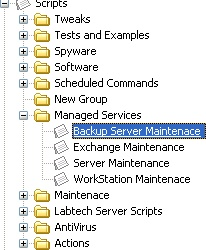 Scripts
Tweaks
Tests and Examples
Spyware
Software
Scheduled Commands
New Group
Managed Services
Backup Server Maintenace
Exchange Maintenance
Server Maintenance
WorkStation Maintenance
Maintenace
Labtech Server Scripts
AntiVirus
Actions